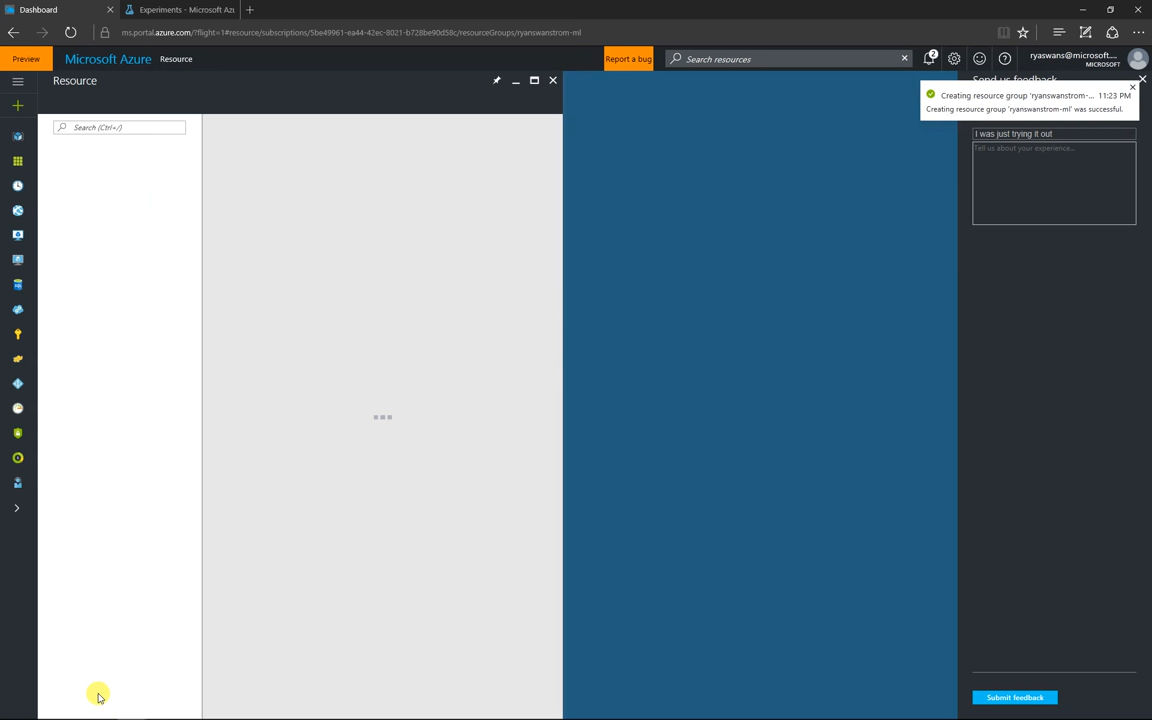 Dashboard
Experiments - Microsoft Azu
ms.portal.azure.com/?flight=1#resource/subscriptions/5be49961-ea44-42ec-8021-b728be90d58c/resourceGroups/ryanswanstrom-ml
Preview
Microsoft Azure
Resource
Report a bug
Search resources
2
ryaswans@microsoft....
MICROSOFT
Resource
Send us feedback
Creating resource group 'ryanswanstrom-... 11:23 PM
Creating resource group 'ryanswanstrom-ml' was successful.
Search (Ctrl+/)
I was just trying it out
Tell us about your experience...
Submit feedback